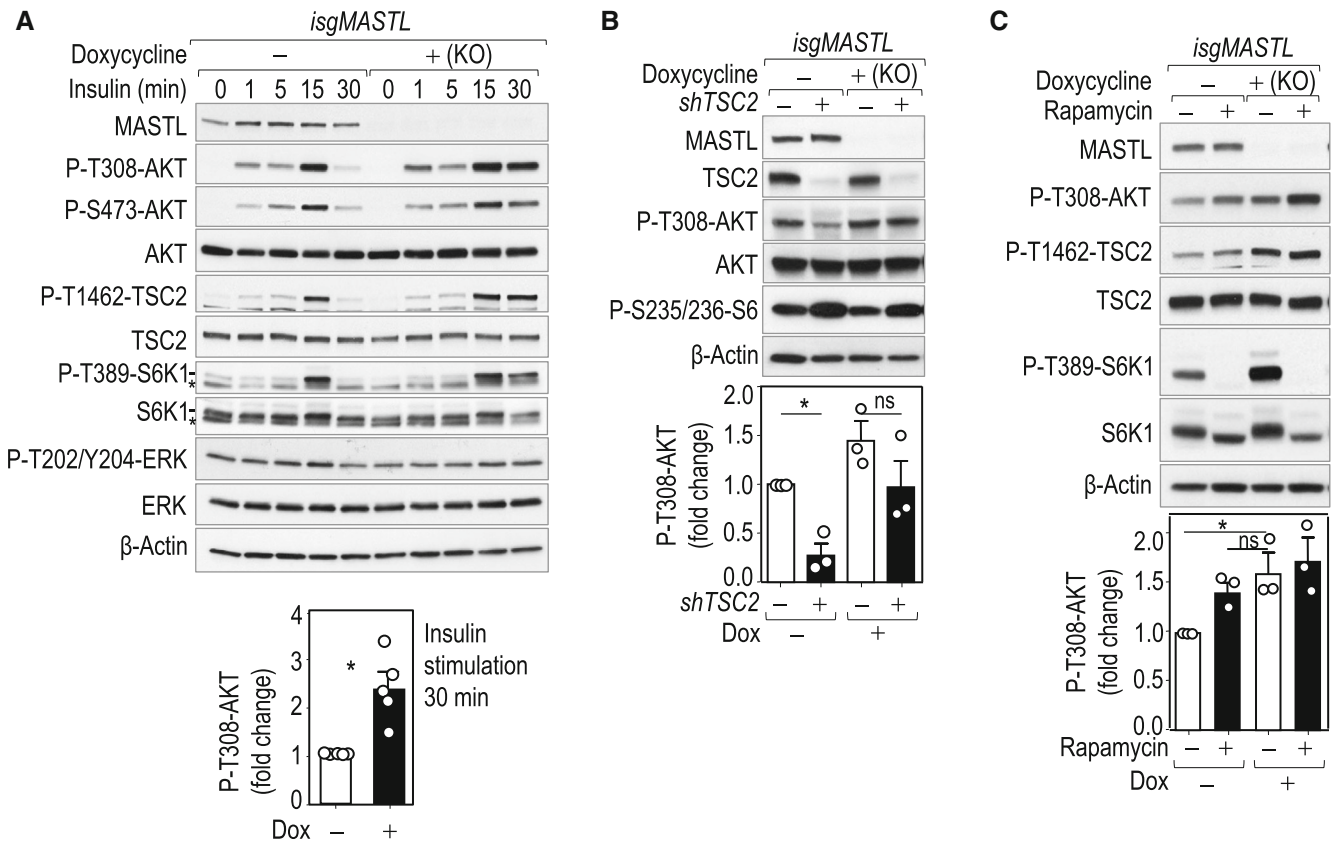 A
isgMASTL
Doxycycline – + (KO)
Insulin (min) 0 1 5 15 30 0 1 5 15 30
MASTL
P-T308-AKT
P-S473-AKT
AKT
P-T1462-TSC2
TSC2
P-T389-S6K1
*
S6K1
*
P-T202/Y204-ERK
ERK
β-Actin
4
3
2
1
0
P-T308-AKT
(fold change)
*
Insulin
stimulation
30 min
Dox – +
B
isgMASTL
Doxycycline – + (KO)
shTSC2 – + – +
MASTL
TSC2
P-T308-AKT
AKT
P-S235/236-S6
β-Actin
2.0
1.5
1.0
0.5
0.0
P-T308-AKT
(fold change)
* ns
shTSC2 – + – +
Dox – +
C
isgMASTL
Doxycycline – + (KO)
Rapamycin – + – +
MASTL
P-T308-AKT
P-T1462-TSC2
TSC2
P-T389-S6K1
S6K1
β-Actin
2.0
1.5
1.0
0.5
0.0
P-T308-AKT
(fold change)
*
ns
Rapamycin – + – +
Dox – +